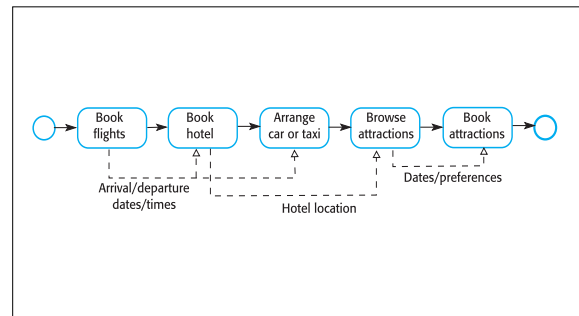 Book
flights
Book
hotel
Arrange
car or taxi
Browse
attractions
Book
attractions
Arrival/departure
dates/times
Hotel location
Dates/preferences